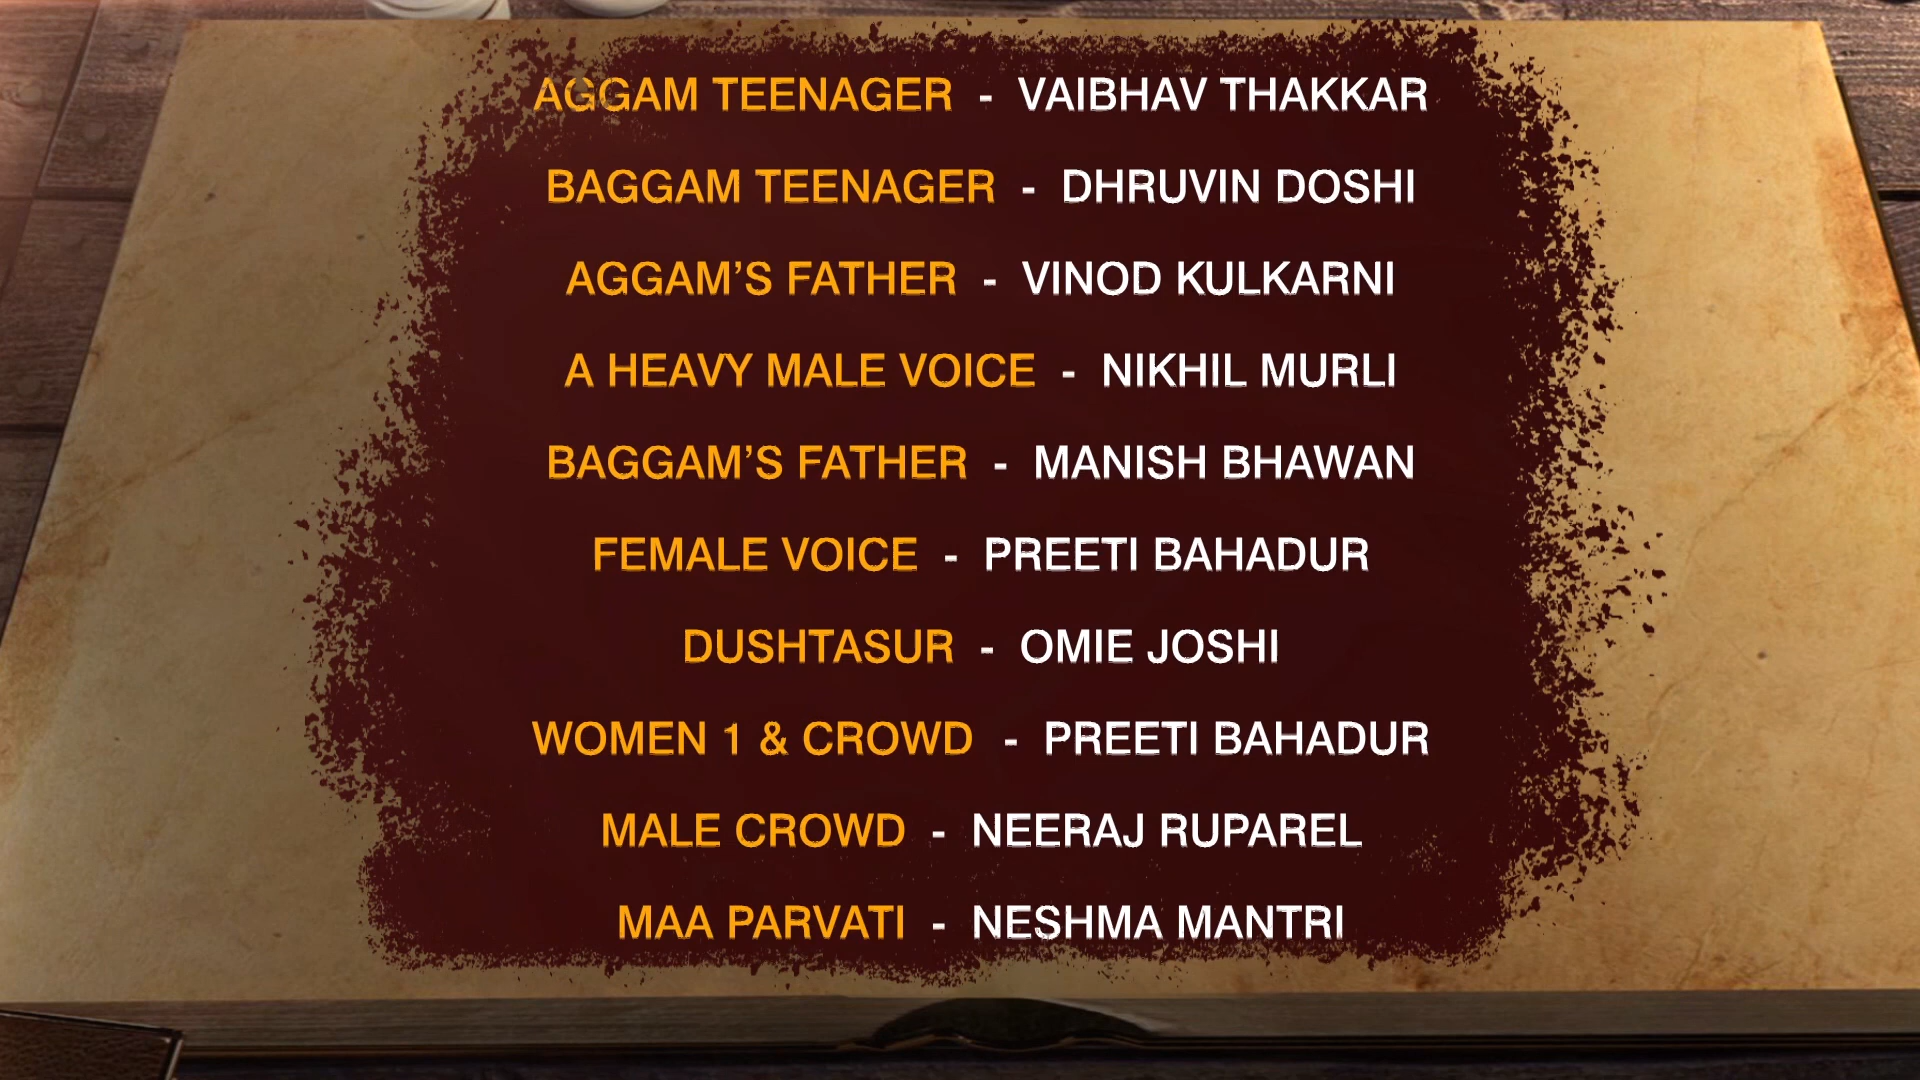 AGGAM TEENAGER - VAIBHAV THAKKAR
BAGGAM TEENAGER - DHRUVIN DOSHI
AGGAM’S FATHER - VINOD KULKARNI
A HEAVY MALE VOICE - NIKHIL MURLI
BAGGAM’S FATHER - MANISH BHAWAN
FEMALE VOICE - PREETI BAHADUR
DUSHTASUR - OMIE JOSHI
WOMEN 1 & CROWD - PREETI BAHADUR
MALE CROWD - NEERAJ RUPAREL
MAA PARVATI - NESHMA MANTRI